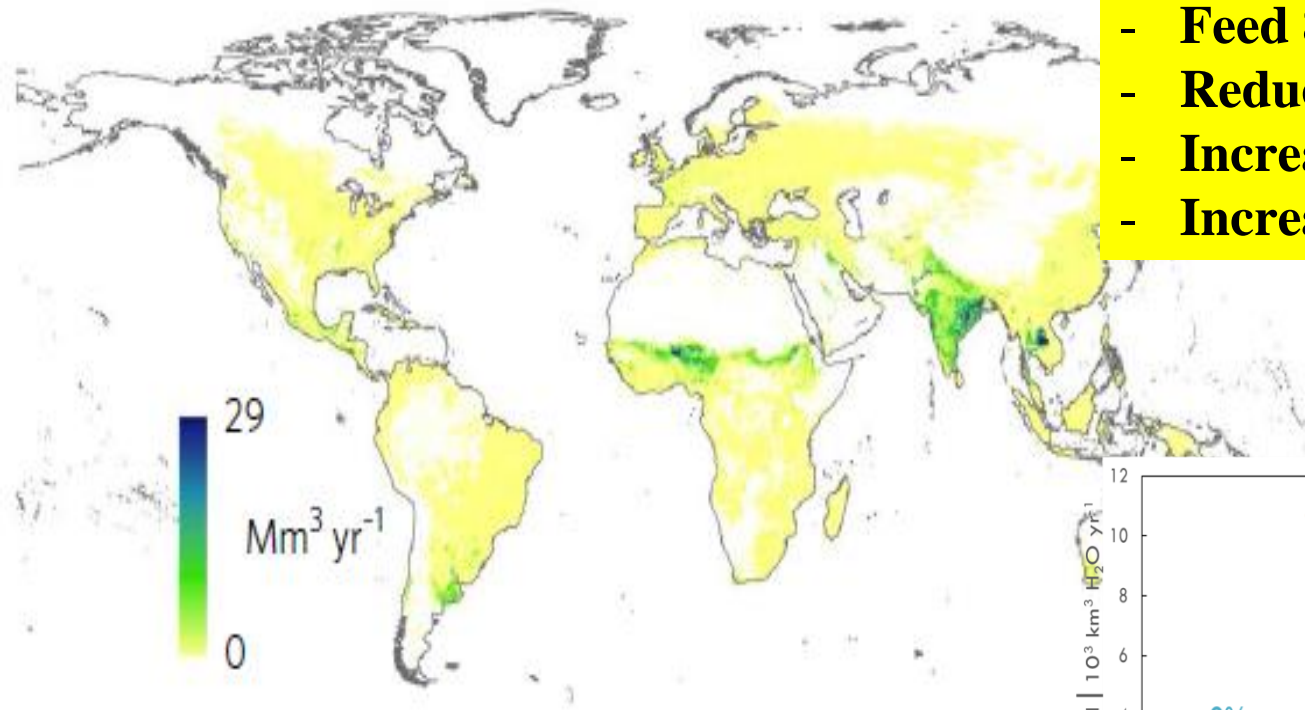 - Feed
- Reduc
- Increa
- Increa
29
Mm³ yr⁻¹
0
12
10
8
6
10³ km³ H₂O yr⁻¹